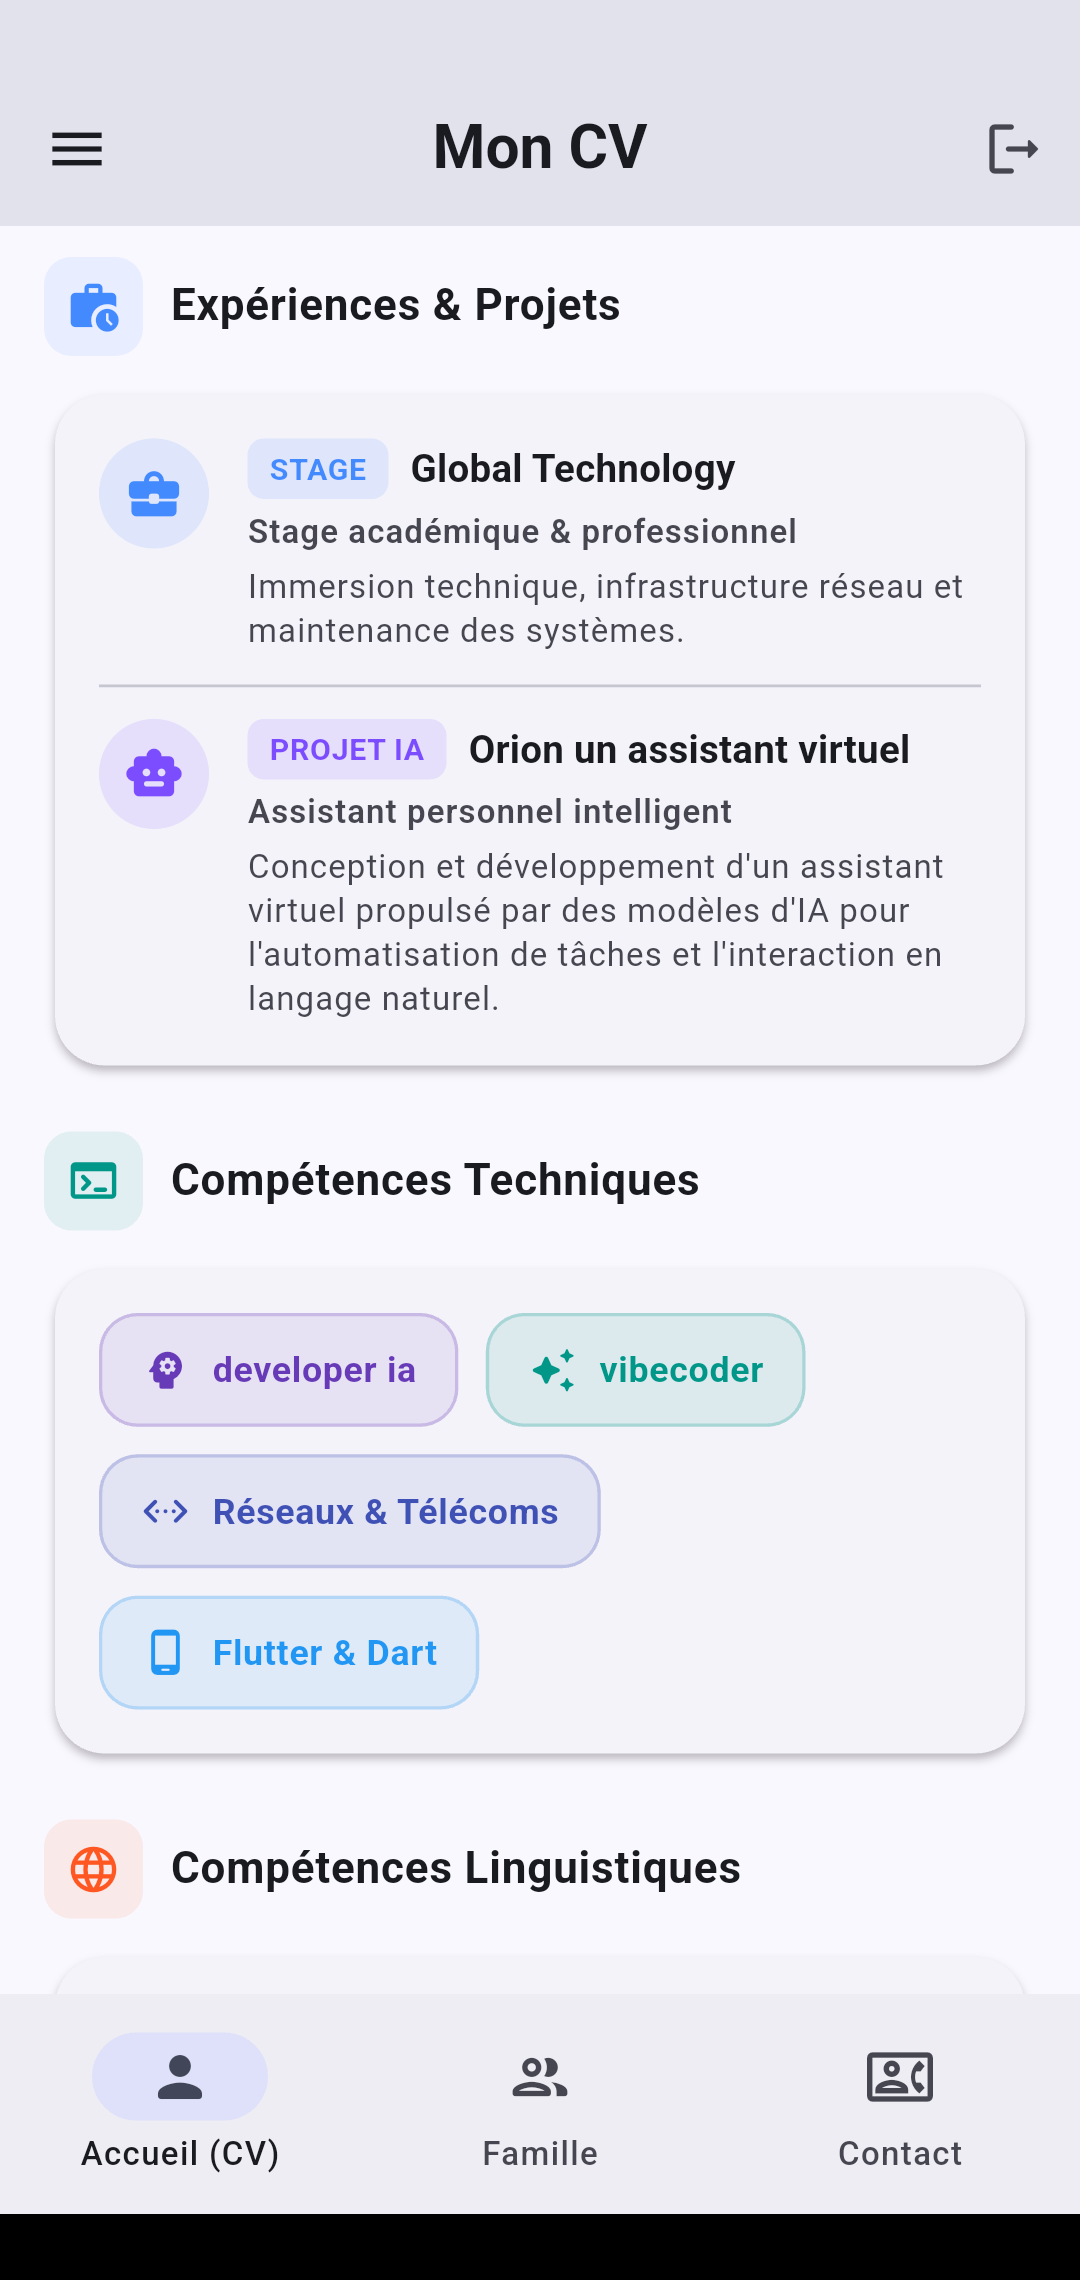 Mon CV
Expériences & Projets
STAGE Global Technology
Stage académique & professionnel
Immersion technique, infrastructure réseau et
maintenance des systèmes.
PROJET IA Orion un assistant virtuel
Assistant personnel intelligent
Conception et développement d'un assistant
virtuel propulsé par des modèles d'IA pour
l'automatisation de tâches et l'interaction en
langage naturel.
Compétences Techniques
developer ia vibecoder
Réseaux & Télécoms
Flutter & Dart
Compétences Linguistiques
Accueil (CV) Famille Contact